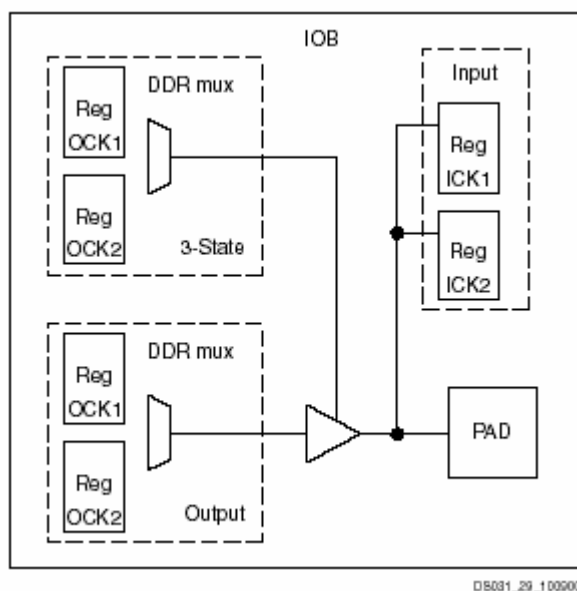 IOB
DDR mux
Reg
OCK1
Reg
OCK2
3-State
Input
Reg
ICK1
Reg
ICK2
DDR mux
Reg
OCK1
Reg
OCK2
Output
PAD
DS031_29_100900